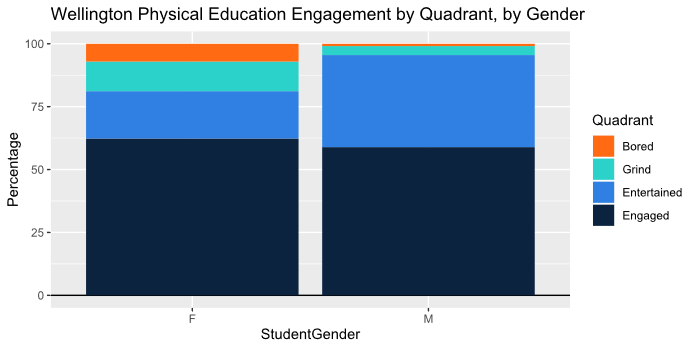 Wellington Physical Education Engagement by Quadrant, by Gender
Percentage
100
75
50
25
0
F
M
StudentGender
Quadrant
Bored
Grind
Entertained
Engaged